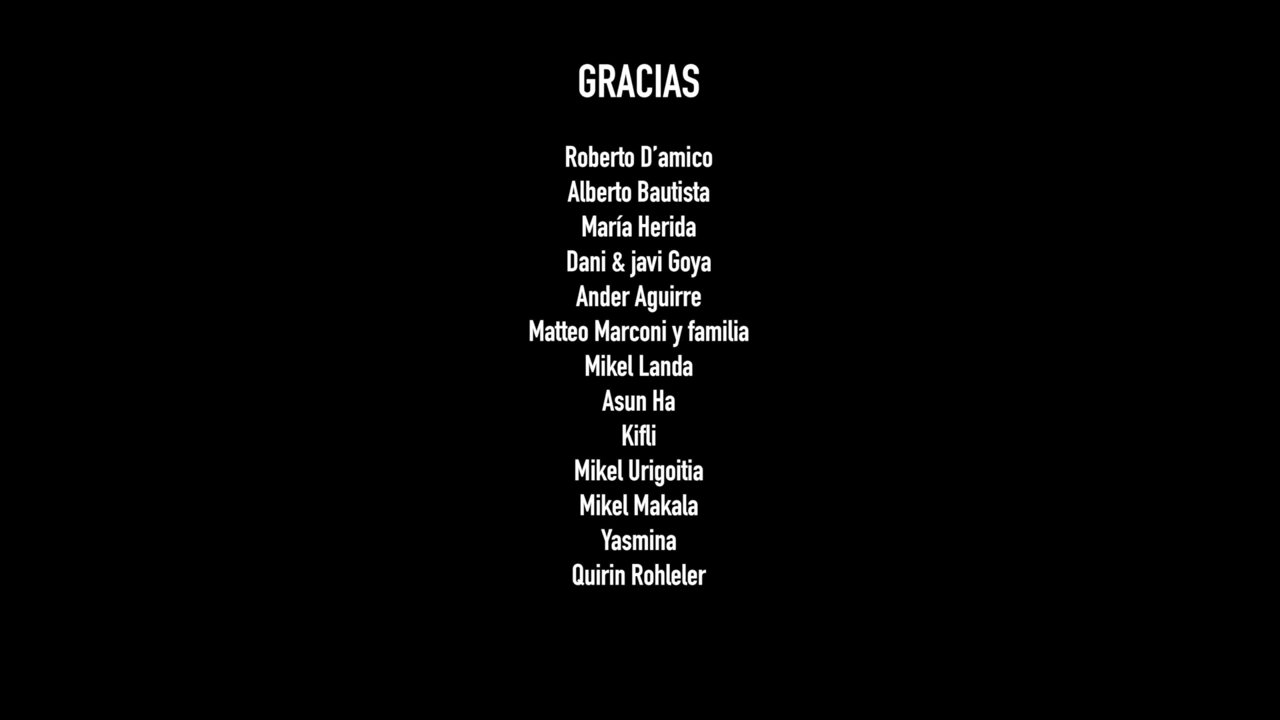 GRACIAS
Roberto D'amico
Alberto Bautista
María Herida
Dani & javi Goya
Ander Aguirre
Matteo Marconi y familia
Mikel Landa
Asun Ha
Kifli
Mikel Urigoitia
Mikel Makala
Yasmina
Quirin Rohleler